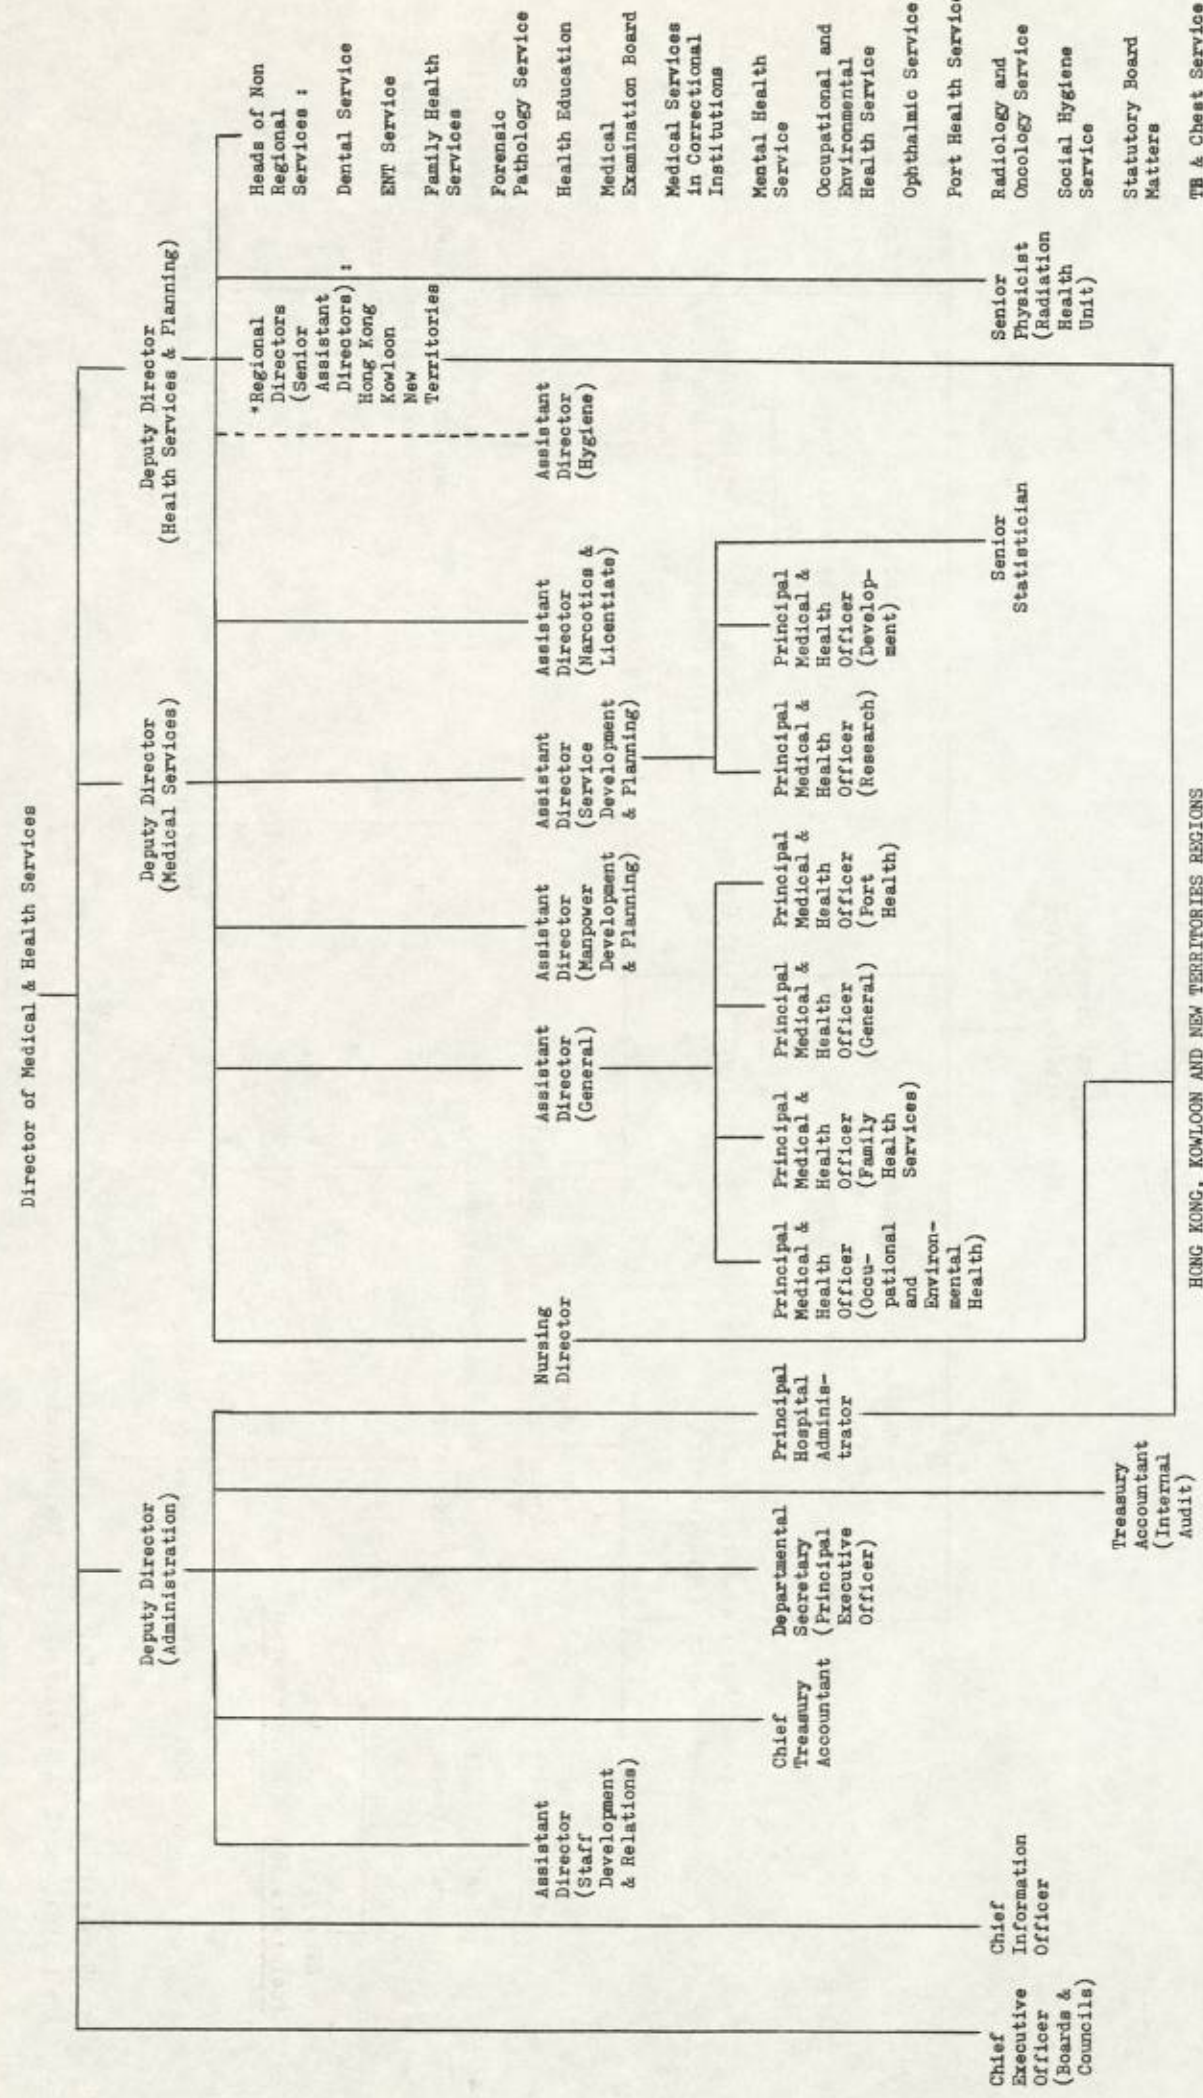 Director of Medical & Health Services
Deputy Director
(Administration)
Deputy Director
(Medical Services)
Deputy Director
(Health Services & Planning)
*Regional
Directors
(Senior
Assistant
Directors) :
Hong Kong
Kowloon
New
Territories
Heads of Non
Regional
Services :
Dental Service
ENT Service
Family Health
Services
Forensic
Pathology Service
Health Education
Medical
Examination Board
Medical Services
in Correctional
Institutions
Mental Health
Service
Occupational and
Environmental
Health Service
Ophthalmic Service
Port Health Service
Radiology and
Oncology Service
Social Hygiene
Service
Statutory Board
Matters
TB & Chest Service
Assistant
Director
(Staff
Development
& Relations)
Nursing
Director
Assistant
Director
(General)
Assistant
Director
(Manpower
Development
& Planning)
Assistant
Director
(Service
Development
& Planning)
Assistant
Director
(Narcotics &
Licentiate)
Assistant
Director
(Hygiene)
Chief
Treasury
Accountant
Departmental
Secretary
(Principal
Executive
Officer)
Principal
Hospital
Adminis-
trator
Principal
Medical &
Health
Officer
(Occu-
pational
and
Environ-
mental
Health)
Principal
Medical &
Health
Officer
(Family
Health
Services)
Principal
Medical &
Health
Officer
(General)
Principal
Medical &
Health
Officer
(Port
Health)
Principal
Medical &
Health
Officer
(Research)
Principal
Medical &
Health
Officer
(Develop-
ment)
Chief
Executive
Officer
(Boards &
Councils)
Chief
Information
Officer
Senior
Statistician
Senior
Physicist
(Radiation
Health
Unit)
Treasury
Accountant
(Internal
Audit)
HONG KONG, KOWLOON AND NEW TERRITORIES REGIONS